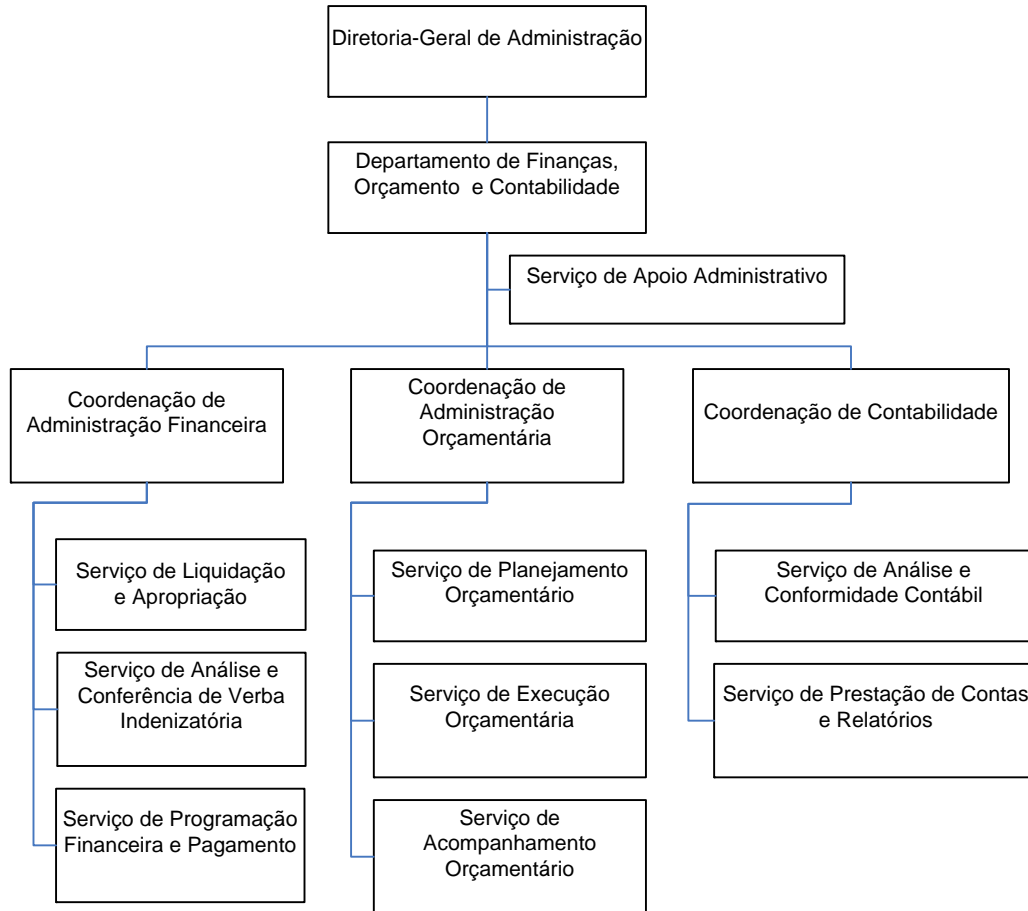 Diretoria-Geral de Administração
Departamento de Finanças,
Orçamento e Contabilidade
Serviço de Apoio Administrativo
Coordenação de
Administração Financeira
Coordenação de
Administração
Orçamentária
Coordenação de Contabilidade
Serviço de Liquidação
e Apropriação
Serviço de Análise e
Conferência de Verba
Indenizatória
Serviço de Programação
Financeira e Pagamento
Serviço de Planejamento
Orçamentário
Serviço de Execução
Orçamentária
Serviço de
Acompanhamento
Orçamentário
Serviço de Análise e
Conformidade Contábil
Serviço de Prestação de Contas
e Relatórios